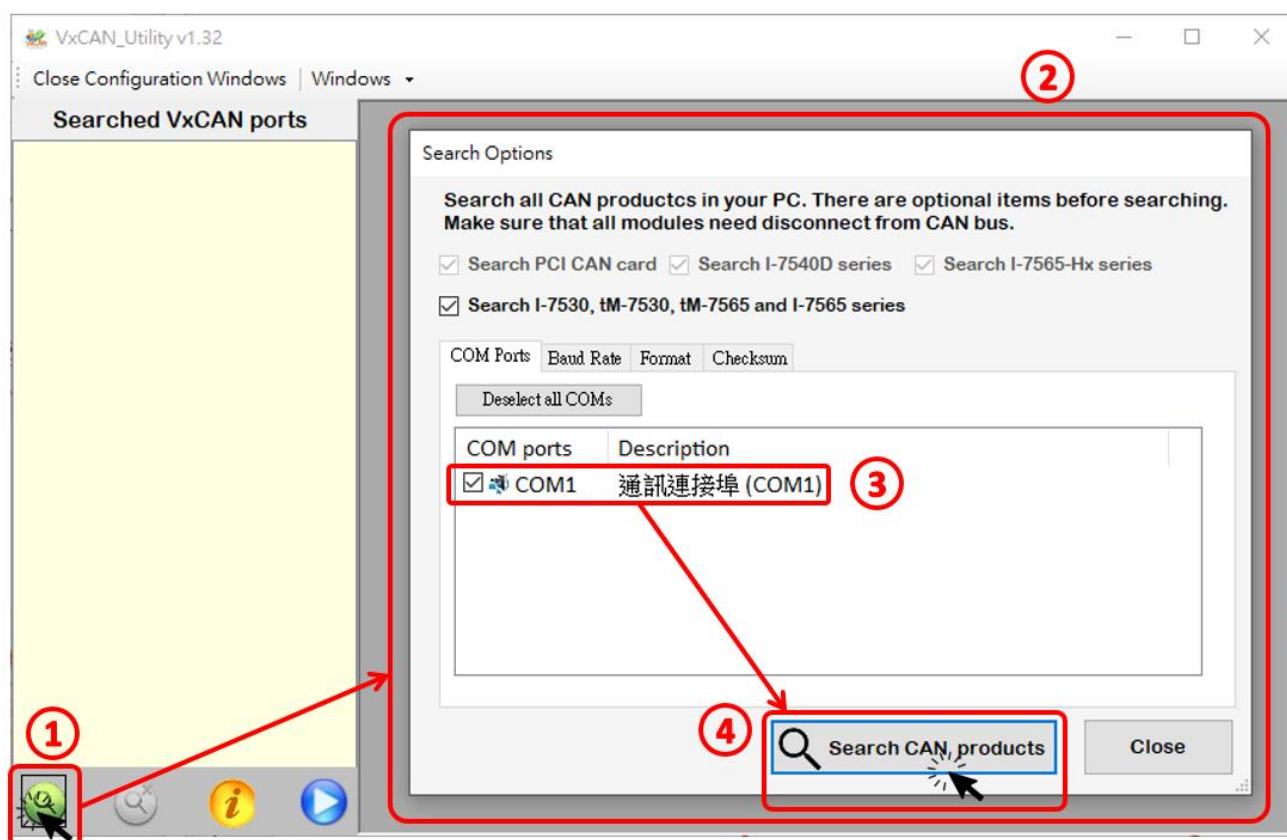 VxCAN_Utility v1.32
Close Configuration Windows | Windows
②
Searched VxCAN ports
Search Options
Search all CAN productcs in your PC. There are optional items before searching.
Make sure that all modules need disconnect from CAN bus.
Search PCI CAN card Search I-7540D series Search I-7565-Hx series
Search I-7530, tM-7530, tM-7565 and I-7565 series
COM Ports Baud Rate Format Checksum
Deselect all COMs
COM ports Description
COM1 通訊連接埠 (COM1) ③
① ④ Search CAN products Close